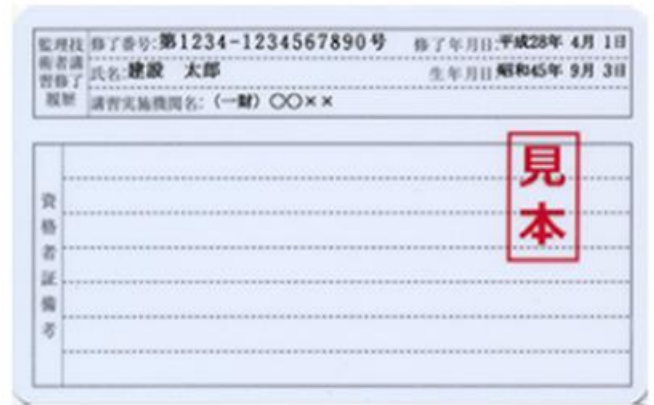 監理技術者講習修了履歴
修了番号:第1234-1234567890号 修了年月日:平成28年 4月 1日
氏名:建設 太郎 生年月日:昭和45年 9月 3日
講習実施機関名:(一財)〇〇××
見本
資格者証備考